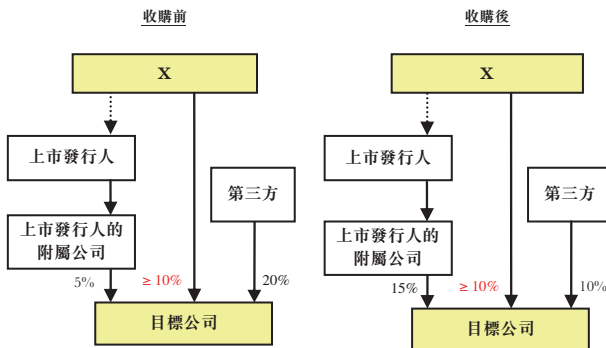 收購前
X
上市發行人
第三方
上市發行人的
附屬公司
5%
≥ 10%
20%
目標公司
收購後
X
上市發行人
第三方
上市發行人的
附屬公司
15%
≥ 10%
10%
目標公司